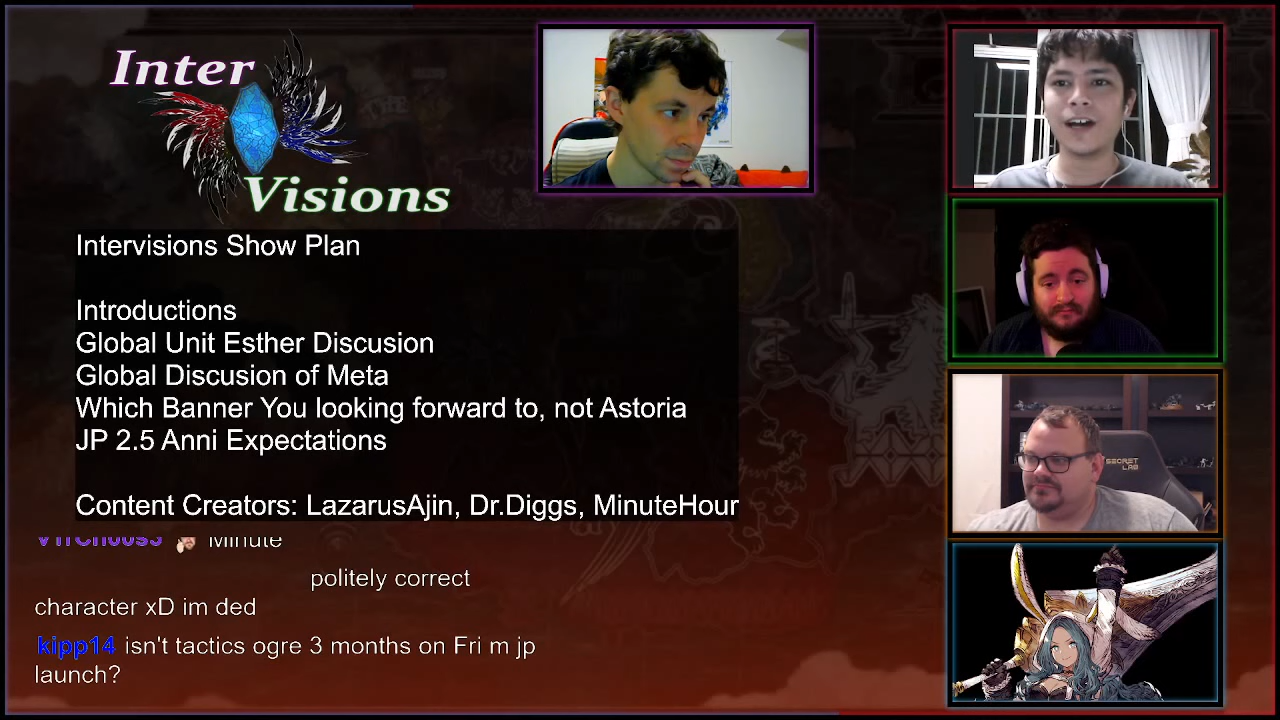 Inter
Visions
Intervisions Show Plan
Introductions
Global Unit Esther Discusion
Global Discusion of Meta
Which Banner You looking forward to, not Astoria
JP 2.5 Anni Expectations
Content Creators: LazarusAjin, Dr.Diggs, MinuteHour
Minute
politely correct
character xD im ded
kipp14 isn't tactics ogre 3 months on Fri m jp
launch?
SECRET
LAB